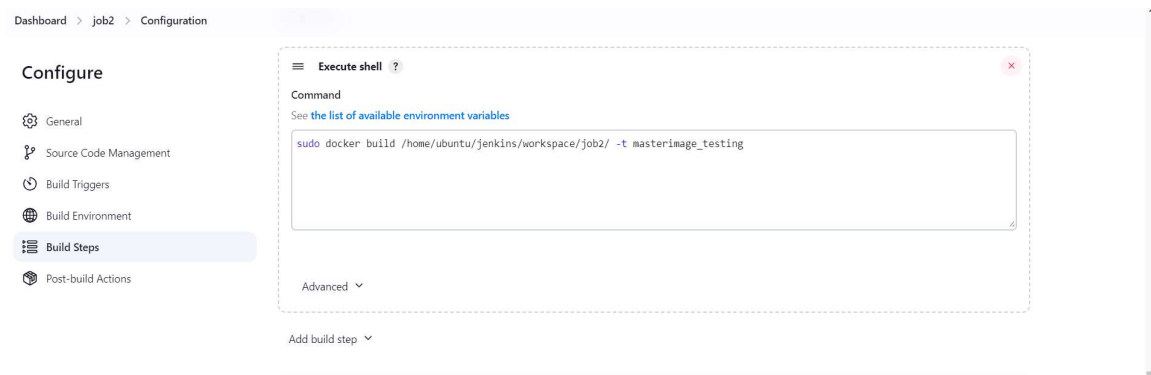 Dashboard > job2 > Configuration
Configure
General
Source Code Management
Build Triggers
Build Environment
Build Steps
Post-build Actions
Execute shell ?
Command
See the list of available environment variables
sudo docker build /home/ubuntu/jenkins/workspace/job2/ -t masterimage_testing
Advanced
Add build step